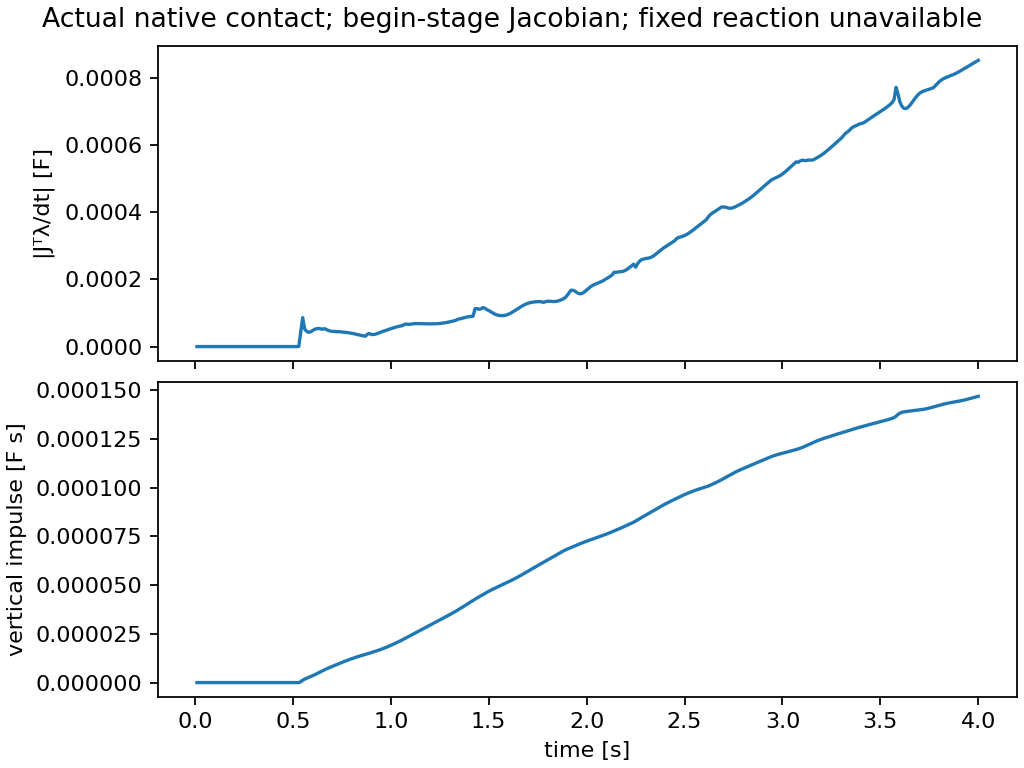 Actual native contact; begin-stage Jacobian; fixed reaction unavailable
|Jᵀλ/dt| [F]
0.0008
0.0006
0.0004
0.0002
0.0000
vertical impulse [F s]
0.000150
0.000125
0.000100
0.000075
0.000050
0.000025
0.000000
0.0 0.5 1.0 1.5 2.0 2.5 3.0 3.5 4.0
time [s]